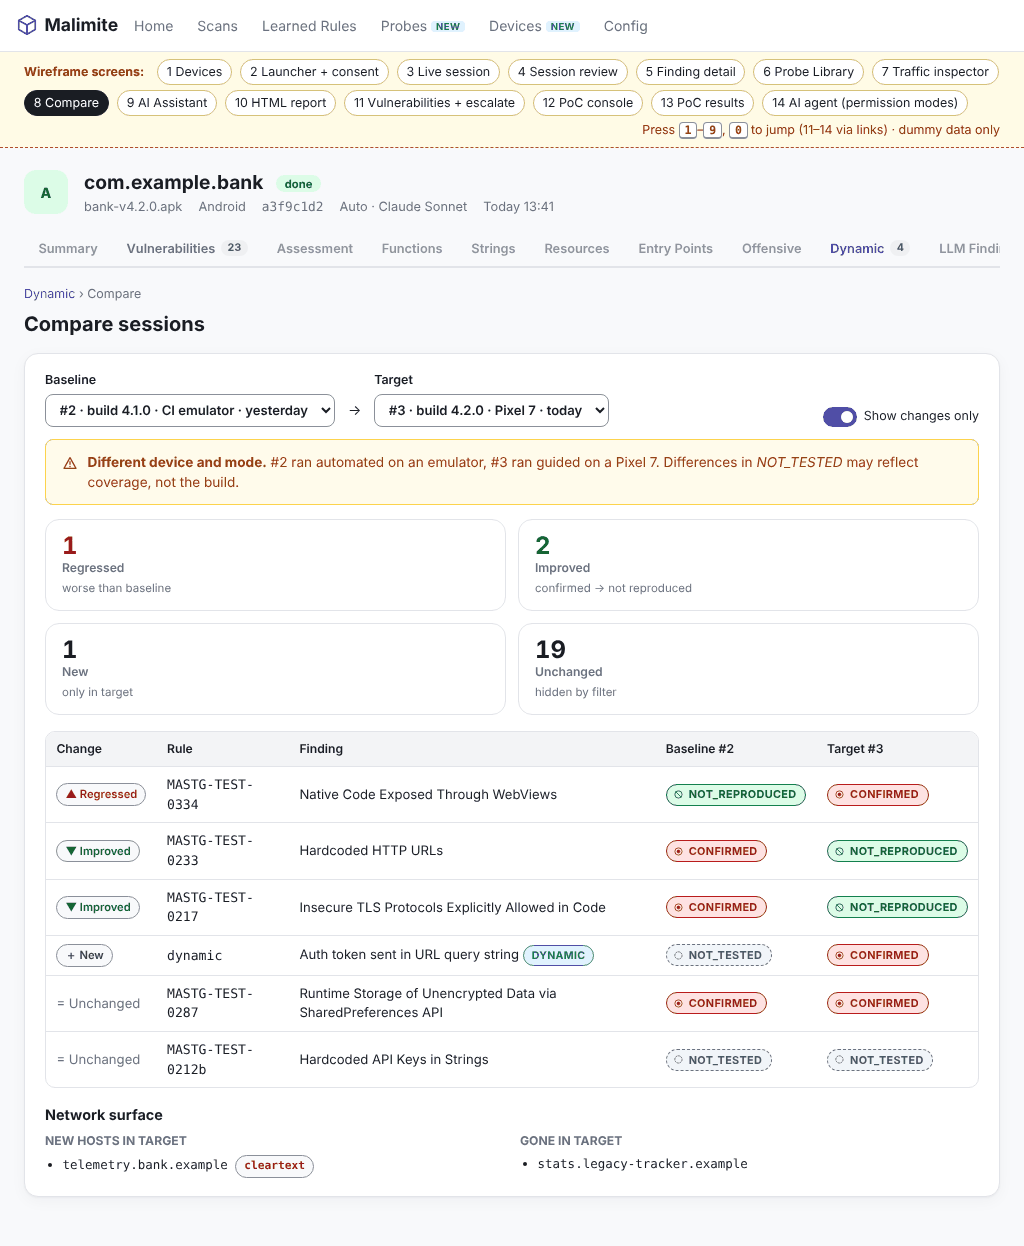 Malimite Home Scans Learned Rules Probes NEW Devices NEW Config
Wireframe screens: 1 Devices 2 Launcher + consent 3 Live session 4 Session review 5 Finding detail 6 Probe Library 7 Traffic inspector
8 Compare 9 AI Assistant 10 HTML report 11 Vulnerabilities + escalate 12 PoC console 13 PoC results 14 AI agent (permission modes)
Press 1–9, 0 to jump (11–14 via links) · dummy data only
A
com.example.bank done
bank-v4.2.0.apk Android a3f9c1d2 Auto · Claude Sonnet Today 13:41
Summary Vulnerabilities 23 Assessment Functions Strings Resources Entry Points Offensive Dynamic 4 LLM Findi
Dynamic › Compare
Compare sessions
Baseline Target
#2 · build 4.1.0 · CI emulator · yesterday → #3 · build 4.2.0 · Pixel 7 · today Show changes only
Different device and mode. #2 ran automated on an emulator, #3 ran guided on a Pixel 7. Differences in NOT_TESTED may reflect
coverage, not the build.
1
Regressed
worse than baseline
2
Improved
confirmed → not reproduced
1
New
only in target
19
Unchanged
hidden by filter
Change Rule Finding Baseline #2 Target #3
▲ Regressed MASTG-TEST-0334 Native Code Exposed Through WebViews NOT_REPRODUCED CONFIRMED
▼ Improved MASTG-TEST-0233 Hardcoded HTTP URLs CONFIRMED NOT_REPRODUCED
▼ Improved MASTG-TEST-0217 Insecure TLS Protocols Explicitly Allowed in Code CONFIRMED NOT_REPRODUCED
+ New dynamic Auth token sent in URL query string DYNAMIC NOT_TESTED CONFIRMED
= Unchanged MASTG-TEST-0287 Runtime Storage of Unencrypted Data via SharedPreferences API CONFIRMED CONFIRMED
= Unchanged MASTG-TEST-0212b Hardcoded API Keys in Strings NOT_TESTED NOT_TESTED
Network surface
NEW HOSTS IN TARGET
• telemetry.bank.example cleartext
GONE IN TARGET
• stats.legacy-tracker.example